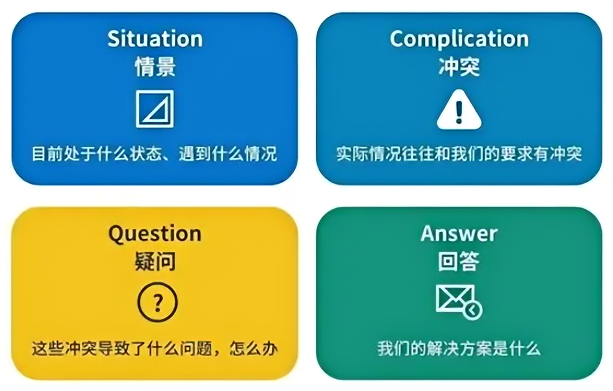 Situation
情景
目前处于什么状态、遇到什么情况
Complication
冲突
实际情况往往和我们的要求有冲突
Question
疑问
?
这些冲突导致了什么问题，怎么办
Answer
回答
我们的解决方案是什么